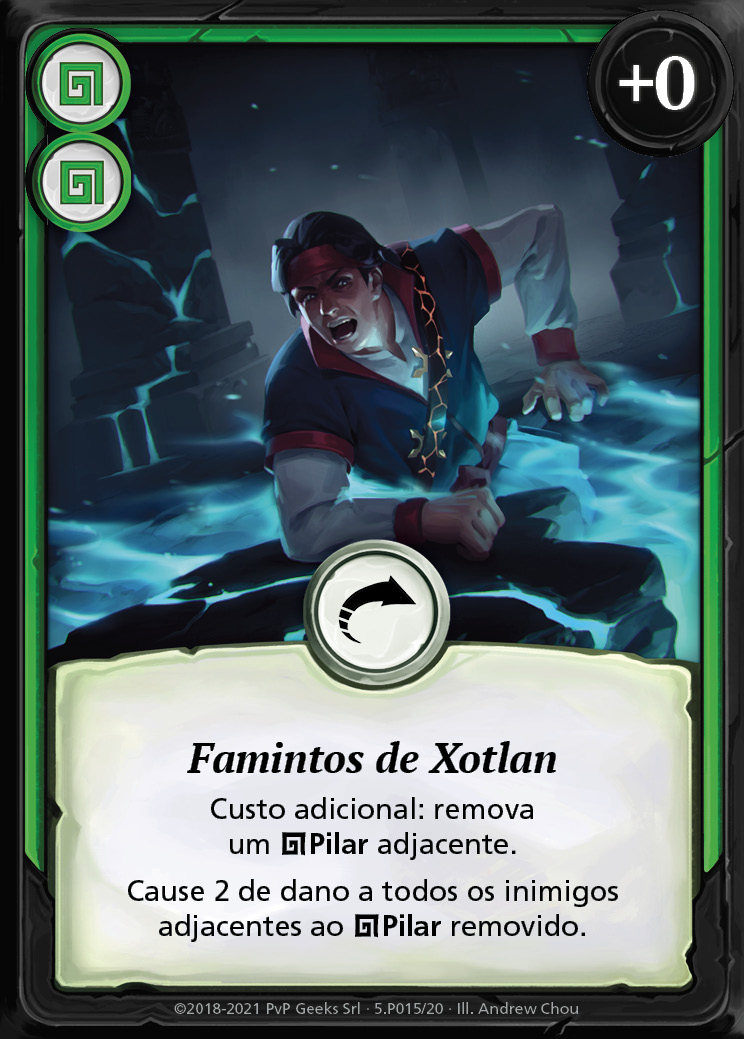 +0
Famintos de Xotlan
Custo adicional: remova
um Pilar adjacente.
Cause 2 de dano a todos os inimigos
adjacentes ao Pilar removido.
©2018-2021 PvP Geeks Srl · 5.P015/20 · Ill. Andrew Chou